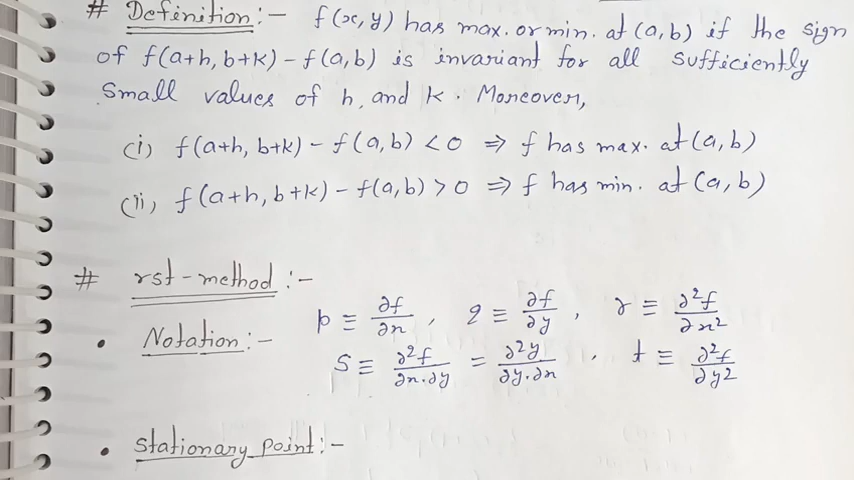 # Definition :- f(x,y) has max. or min. at (a,b) if the sign
of f(a+h, b+k) - f(a,b) is invariant for all sufficiently
small values of h, and k. Moreover,
(i) f(a+h, b+k) - f(a,b) < 0 ⇒ f has max. at (a,b)
(ii) f(a+h, b+k) - f(a,b) > 0 ⇒ f has min. at (a,b)
# rst-method :-
• Notation :- p ≡ ∂f/∂x , q ≡ ∂f/∂y , r ≡ ∂²f/∂x²
s ≡ ∂²f/∂x.∂y = ∂²y/∂y.∂x , t ≡ ∂²f/∂y2
• Stationary point :-